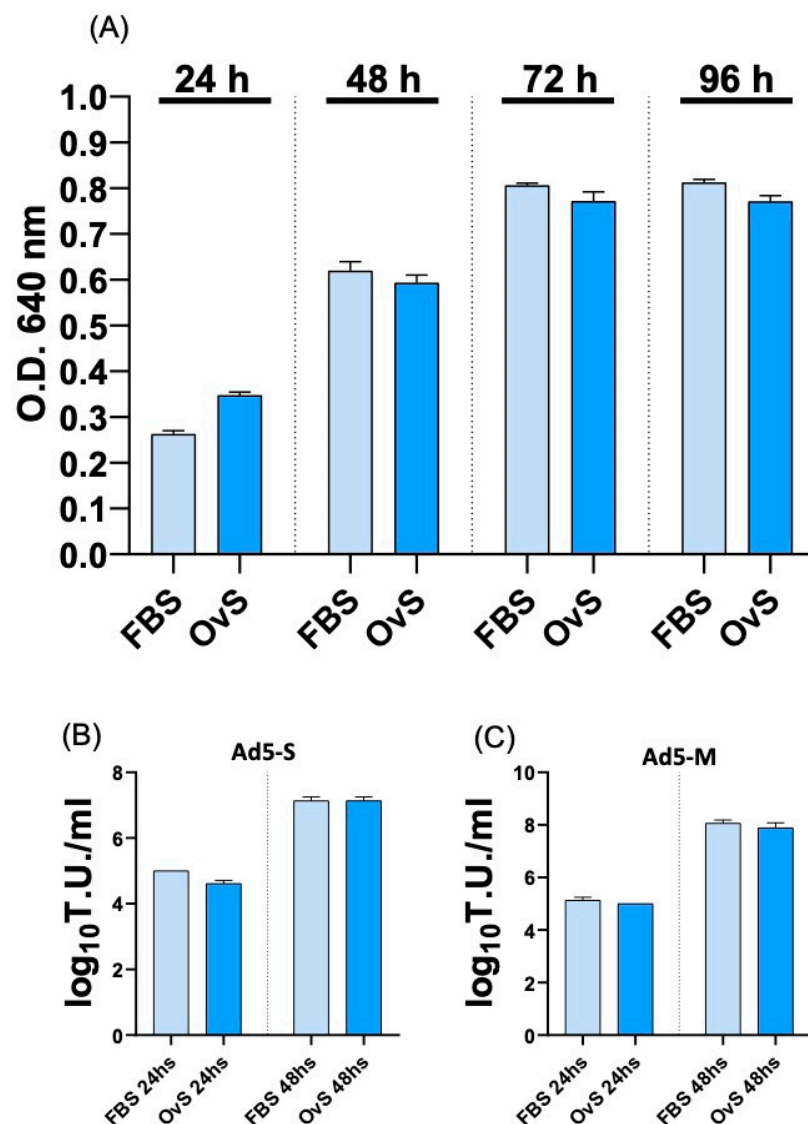 (A)
24 h 48 h 72 h 96 h
1.0
0.9
0.8
0.7
0.6
0.5
0.4
0.3
0.2
0.1
0.0
O.D. 640 nm
FBS OvS FBS OvS FBS OvS FBS OvS
(B)
Ad5-S
8
6
4
2
0
log₁₀T.U./ml
FBS 24hs OvS 24hs FBS 48hs OvS 48hs
(C)
Ad5-M
10
8
6
4
2
0
log₁₀T.U./ml
FBS 24hs OvS 24hs FBS 48hs OvS 48hs